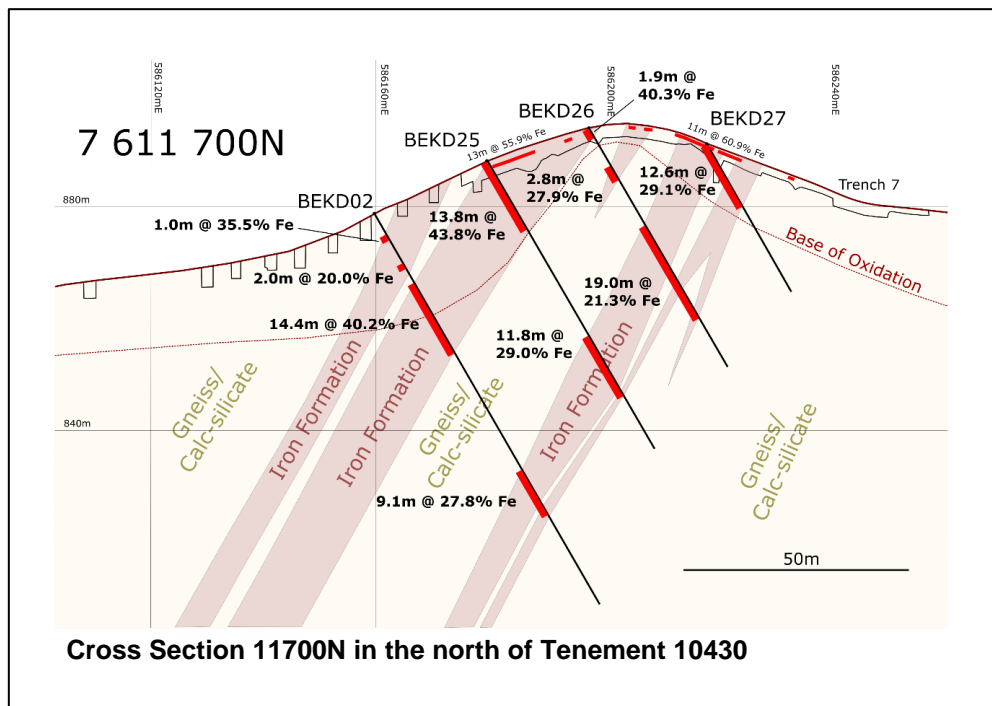 586120mE
586160mE
586200mE
586240mE
7 611 700N
1.9m @
40.3% Fe
BEKD26
BEKD27
BEKD25
13m @ 55.9% Fe
11m @ 60.9% Fe
2.8m @
27.9% Fe
12.6m @
29.1% Fe
Trench 7
880m
BEKD02
1.0m @ 35.5% Fe
13.8m @
43.8% Fe
Base of Oxidation
2.0m @ 20.0% Fe
19.0m @
21.3% Fe
14.4m @ 40.2% Fe
11.8m @
29.0% Fe
Gneiss/
Calc-silicate
Iron Formation
Iron Formation
Gneiss/
Calc-silicate
Iron Formation
Gneiss/
Calc-silicate
840m
9.1m @ 27.8% Fe
50m
Cross Section 11700N in the north of Tenement 10430